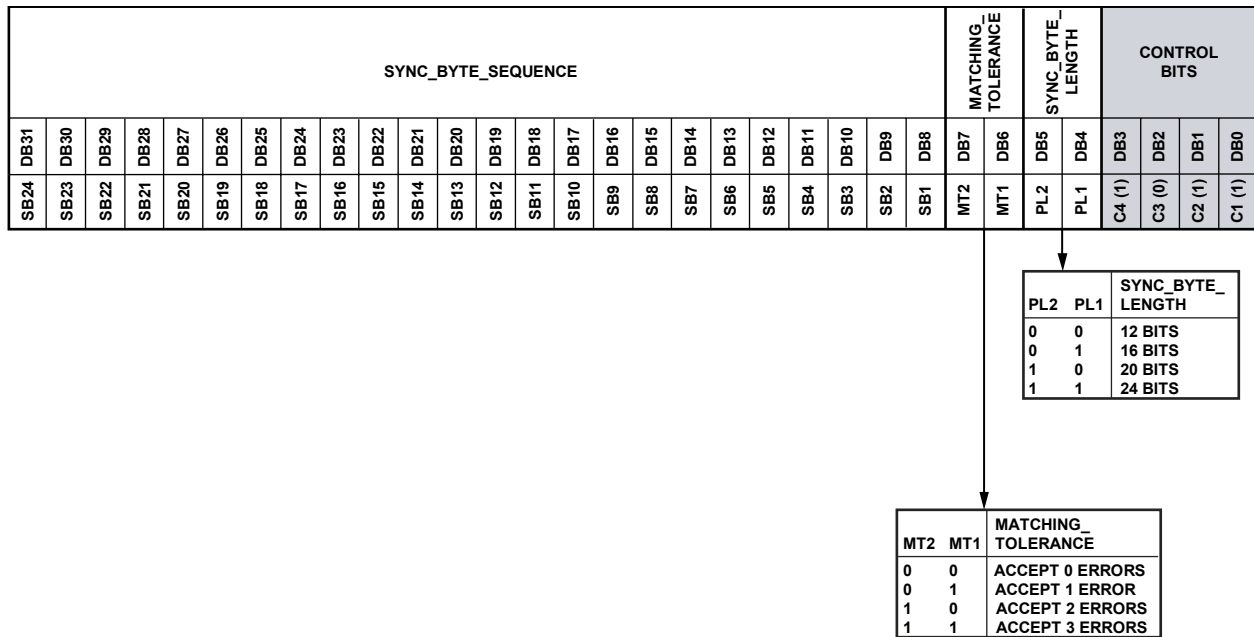 SYNC_BYTE_SEQUENCE
MATCHING_
TOLERANCE
SYNC_BYTE_
LENGTH
CONTROL
BITS
DB31 DB30 DB29 DB28 DB27 DB26 DB25 DB24 DB23 DB22 DB21 DB20 DB19 DB18 DB17 DB16 DB15 DB14 DB13 DB12 DB11 DB10 DB9 DB8 DB7 DB6 DB5 DB4 DB3 DB2 DB1 DB0
SB24 SB23 SB22 SB21 SB20 SB19 SB18 SB17 SB16 SB15 SB14 SB13 SB12 SB11 SB10 SB9 SB8 SB7 SB6 SB5 SB4 SB3 SB2 SB1 MT2 MT1 PL2 PL1 C4 (1) C3 (0) C2 (1) C1 (1)
SYNC_BYTE_
PL2 PL1 LENGTH
0 0 12 BITS
0 1 16 BITS
1 0 20 BITS
1 1 24 BITS
MATCHING_
MT2 MT1 TOLERANCE
0 0 ACCEPT 0 ERRORS
0 1 ACCEPT 1 ERROR
1 0 ACCEPT 2 ERRORS
1 1 ACCEPT 3 ERRORS